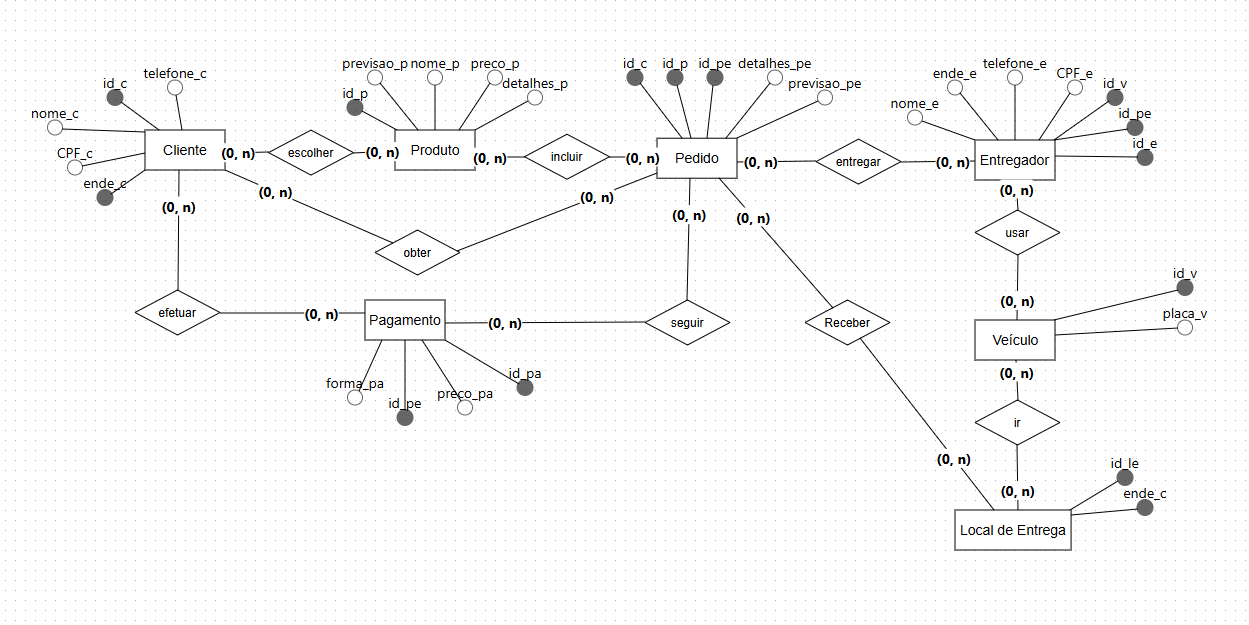 previsao_p nome_p preco_p
id_c id_p id_pe detalhes_pe
telefone_e
ende_e CPF_e
id_c telefone_c
detalhes_p
previsao_pe
id_v
id_p
nome_e
nome_c
id_pe
CPF_c
Cliente
(0, n)
escolher
(0, n)
Produto
(0, n)
incluir
(0, n)
Pedido
(0, n)
entregar
(0, n)
Entregador
id_e
ende_c
(0, n)
(0, n)
(0, n)
(0, n)
(0, n)
(0, n)
(0, n)
usar
obter
id_v
(0, n)
efetuar
(0, n)
Pagamento
(0, n)
seguir
Receber
placa_v
Veículo
(0, n)
forma_pa
id_pe
preco_pa
id_pa
ir
(0, n)
id_le
(0, n)
ende_c
Local de Entrega